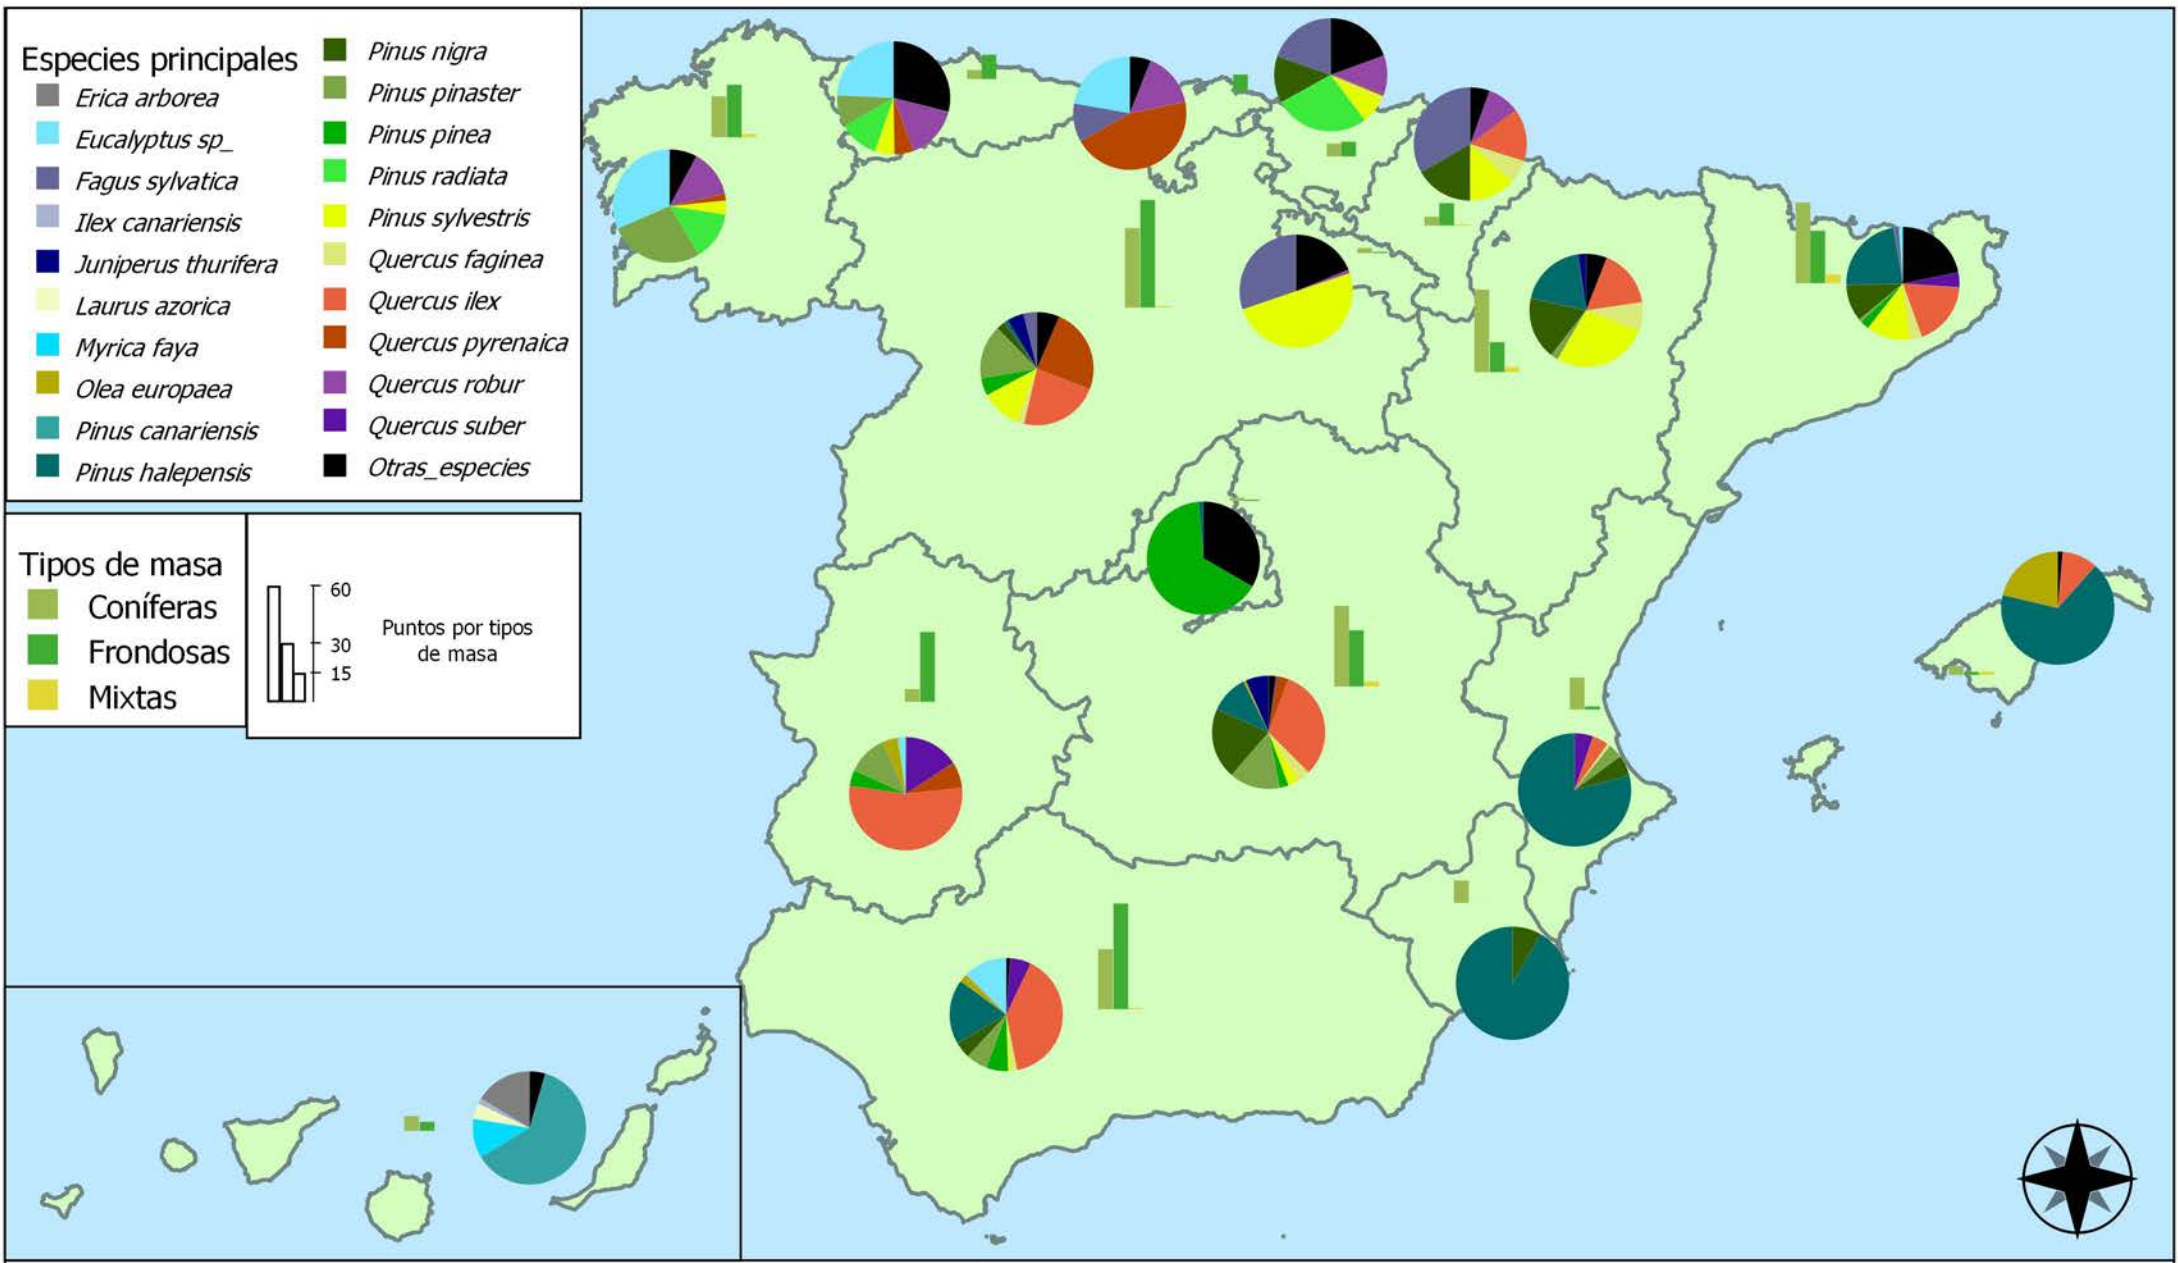 Especies principales
Erica arborea
Eucalyptus sp_
Fagus sylvatica
Ilex canariensis
Juniperus thurifera
Laurus azorica
Myrica faya
Olea europaea
Pinus canariensis
Pinus halepensis
Pinus nigra
Pinus pinaster
Pinus pinea
Pinus radiata
Pinus sylvestris
Quercus faginea
Quercus ilex
Quercus pyrenaica
Quercus robur
Quercus suber
Otras_especies
Tipos de masa
Coníferas
Frondosas
Mixtas
60
30
15
Puntos por tipos
de masa